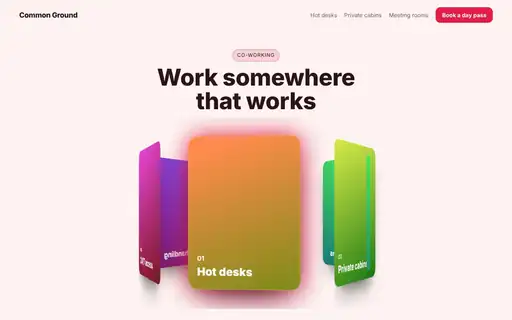 Common Ground
Hot desks
Private cabins
Meeting rooms
Book a day pass
CO-WORKING
Work somewhere
that works
01
Hot desks
Private cabins